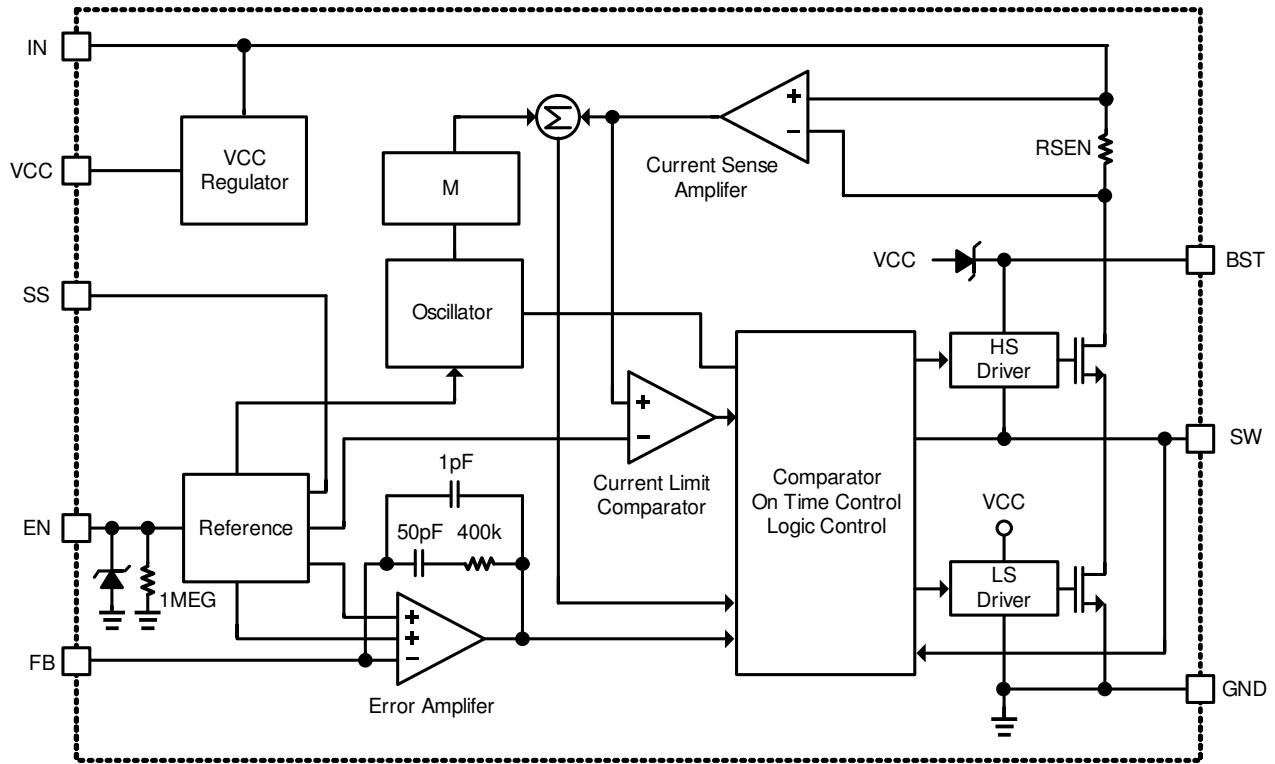 IN
VCC
SS
EN
FB
VCC
Regulator
M
Oscillator
Reference
1MEG
Σ
+
−
Current Sense
Amplifer
RSEN
VCC
BST
HS
Driver
SW
+
−
Current Limit
Comparator
1pF
50pF
400k
+
+
−
Error Amplifer
Comparator
On Time Control
Logic Control
VCC
LS
Driver
GND